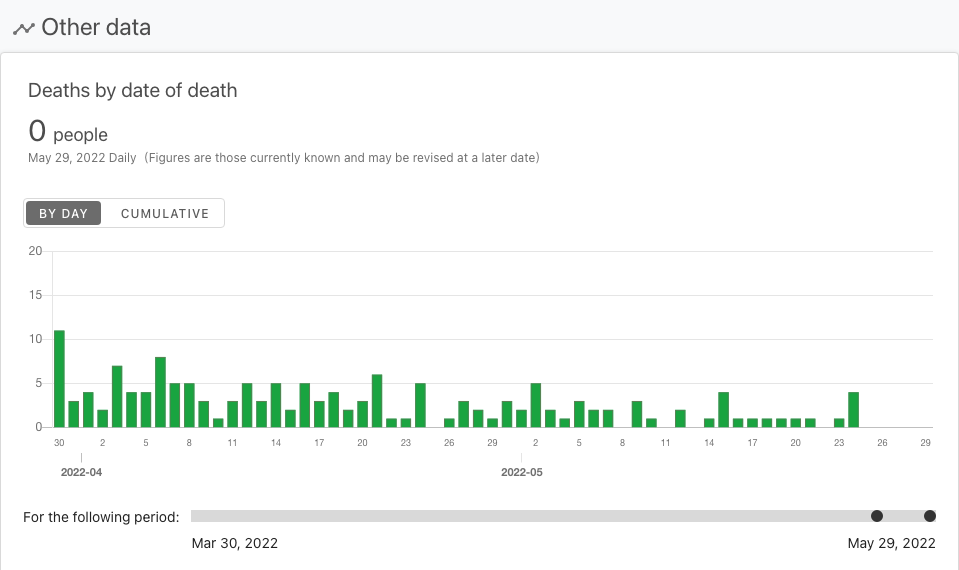 Other data
Deaths by date of death
0 people
May 29, 2022 Daily (Figures are those currently known and may be revised at a later date)
BY DAY CUMULATIVE
20
15
10
5
0
30 2 5 8 11 14 17 20 23 26 29 2 5 8 11 14 17 20 23 26 29
2022-04 2022-05
For the following period:
Mar 30, 2022 May 29, 2022